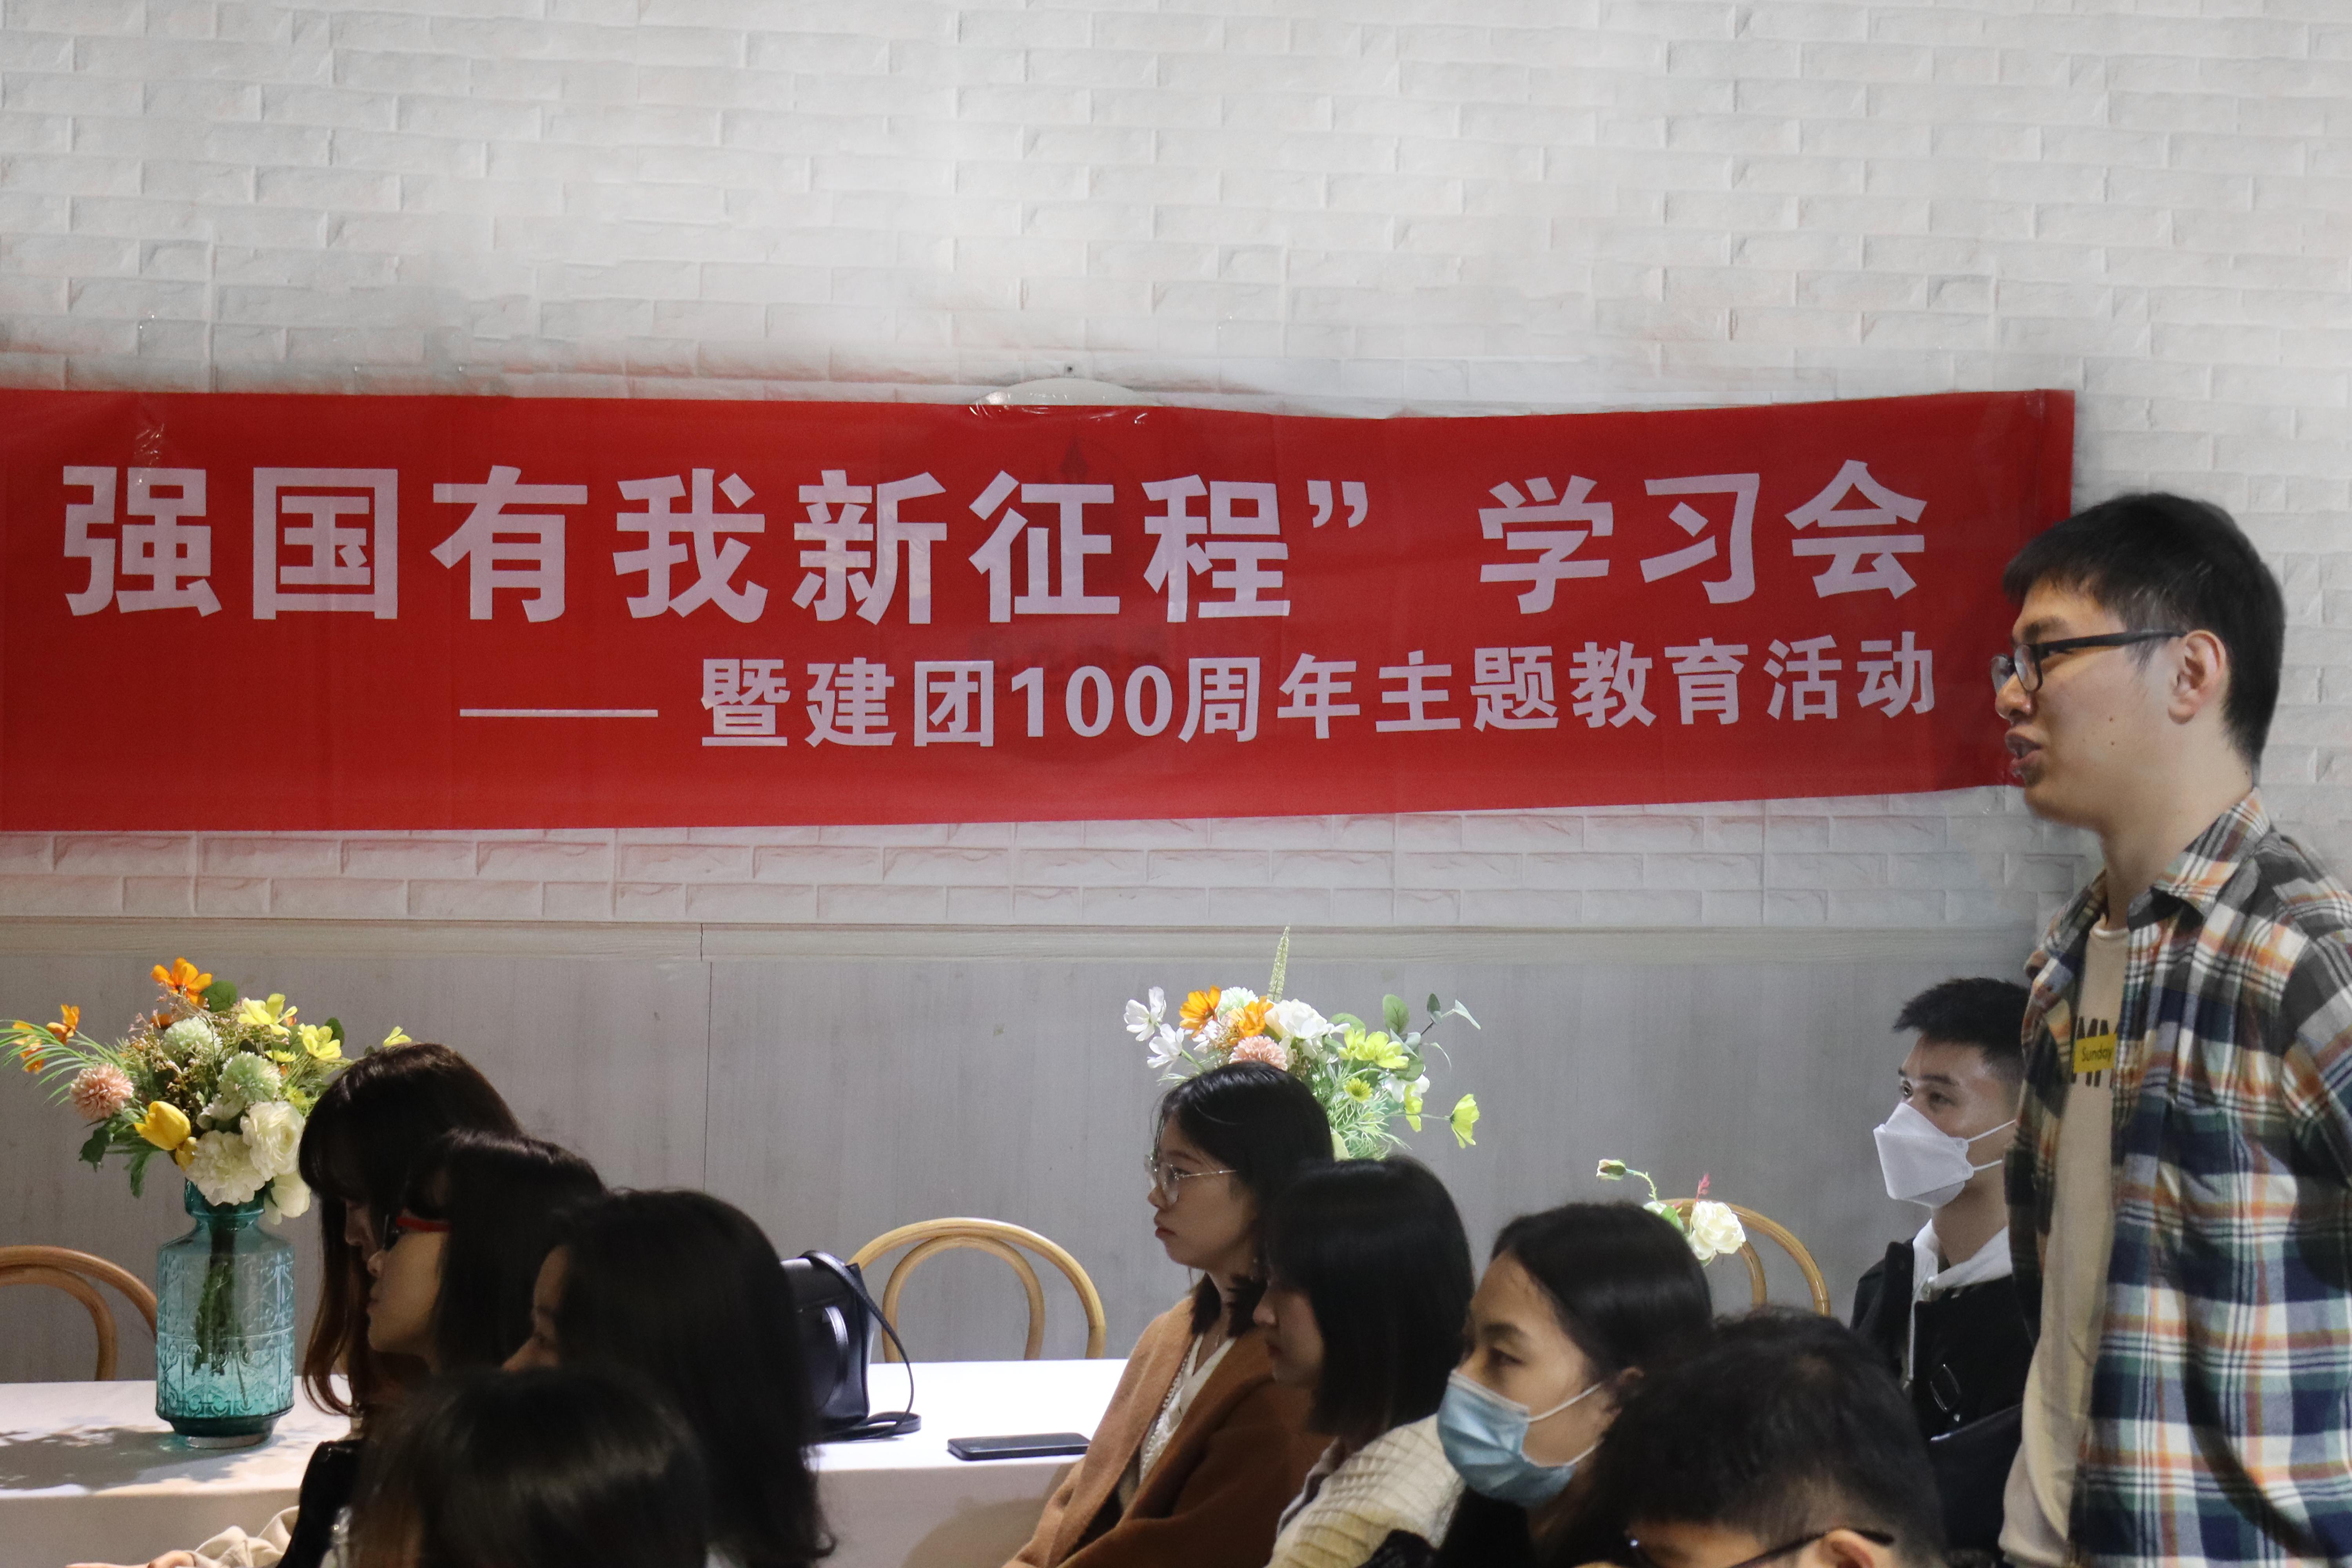 强国有我新征程” 学习会
——暨建团100周年主题教育活动
Sunday